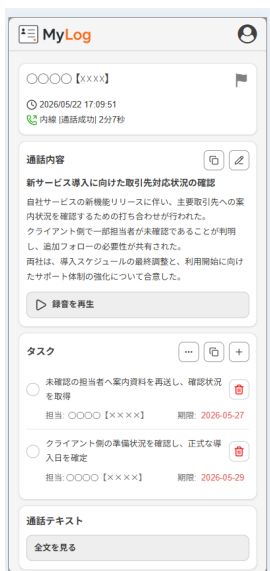 MyLog
○○○○【xxxx】
2026/05/22 17:09:51
内線 |通話成功| 2分7秒
通話内容
新サービス導入に向けた取引先対応状況の確認
自社サービスの新機能リリースに伴い、主要取引先への案
内状況を確認するための打ち合わせが行われた。
クライアント側で一部担当者が未対応であることが判明
し、追加フォローの必要性が共有された。
両社は、導入スケジュールの最終調整と、利用開始に向け
たサポート体制の強化について合意した。
録音を再生
タスク
...
未確認の担当者へ案内資料を再送し、確認状況
を取得
担当: ○○○○【××××】 期限: 2026-05-27
クライアント側の準備状況を確認し、正式な導
入日を確定
担当:○○○○【××××】 期限: 2026-05-29
通話テキスト
全文を見る